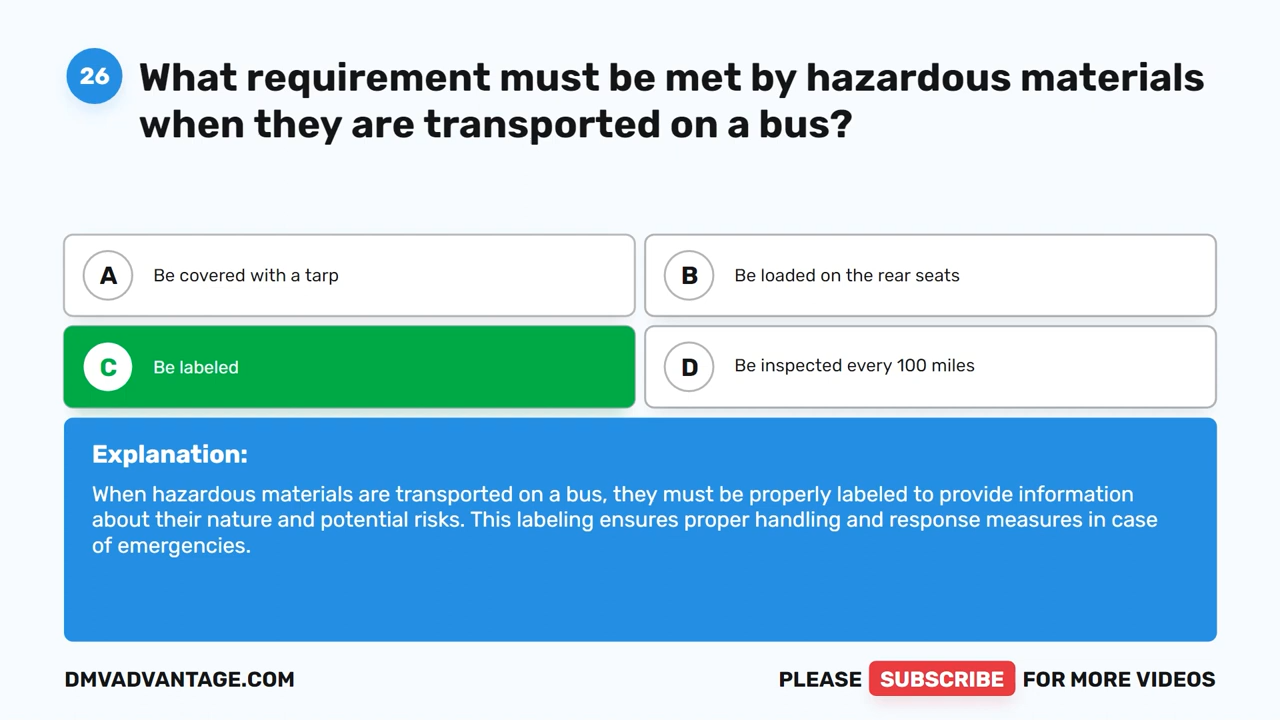 26
What requirement must be met by hazardous materials
when they are transported on a bus?
A Be covered with a tarp
B Be loaded on the rear seats
C Be labeled
D Be inspected every 100 miles
Explanation:
When hazardous materials are transported on a bus, they must be properly labeled to provide information
about their nature and potential risks. This labeling ensures proper handling and response measures in case
of emergencies.
DMVADVANTAGE.COM
PLEASE SUBSCRIBE FOR MORE VIDEOS